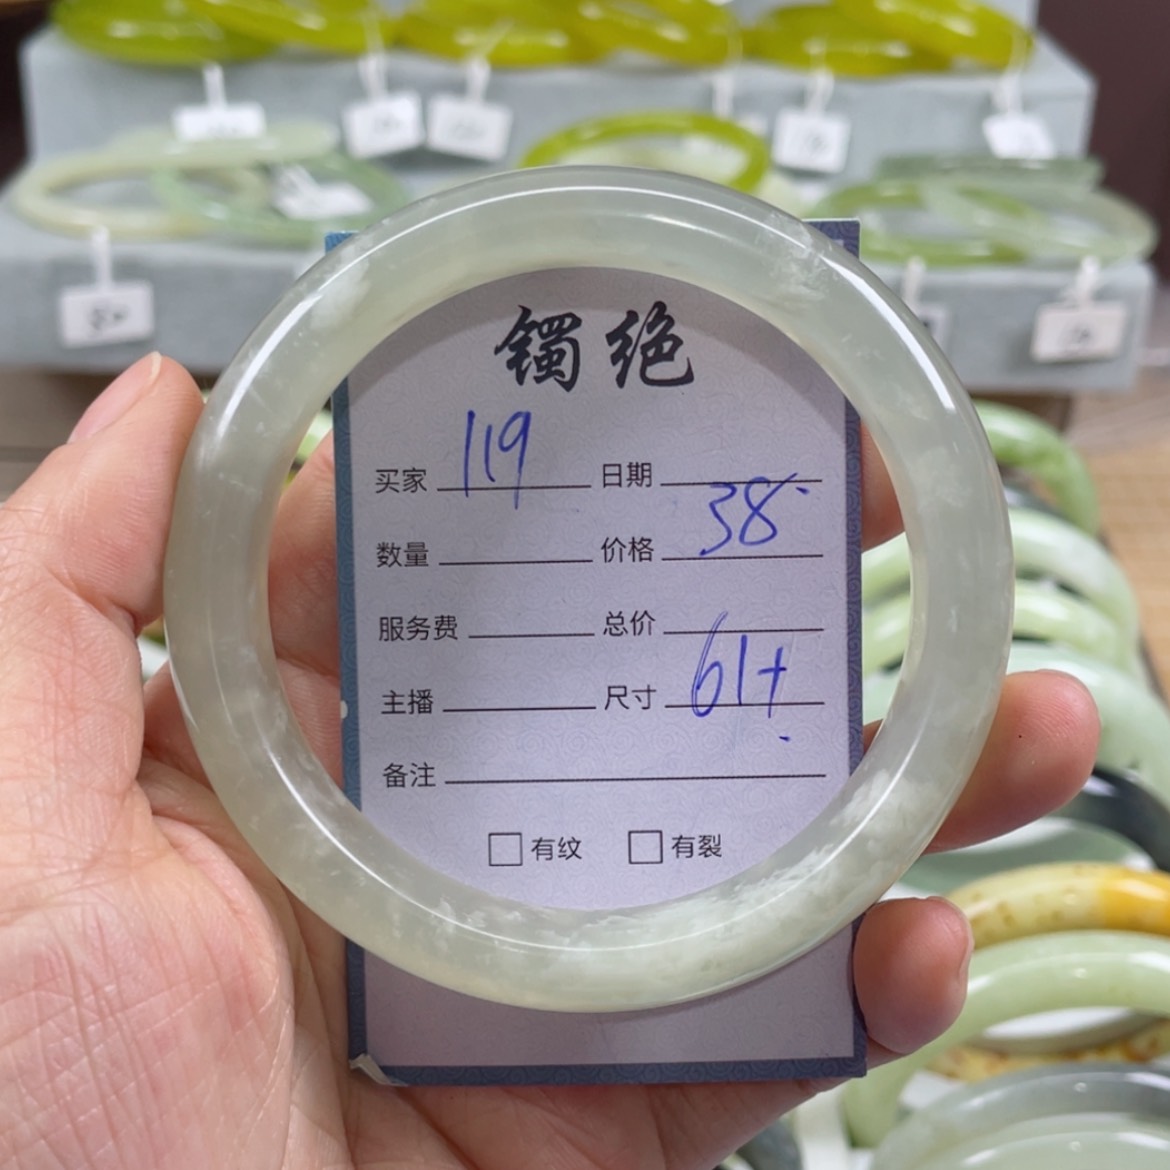 镯绝
买家 119 日期
数量 价格 38
服务费 总价
主播 尺寸 61+
备注
□有纹 □有裂